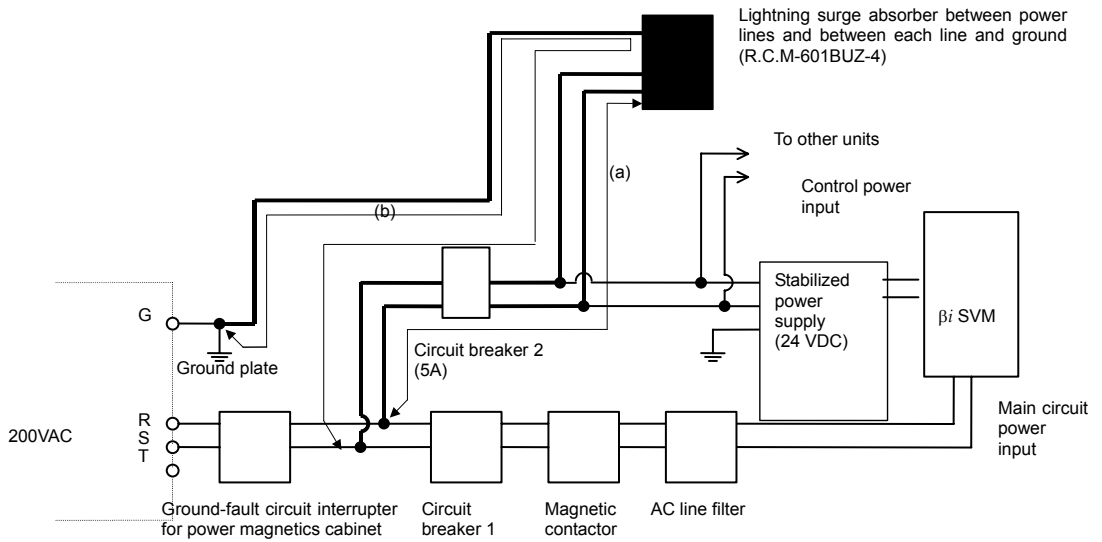 Lightning surge absorber between power
lines and between each line and ground
(R.C.M-601BUZ-4)
To other units
(a)
Control power
input
(b)
Stabilized
power
supply
(24 VDC)
βi SVM
G
Ground plate
Circuit breaker 2
(5A)
200VAC
R
S
T
Main circuit
power
input
Ground-fault circuit interrupter
for power magnetics cabinet
Circuit
breaker 1
Magnetic
contactor
AC line filter